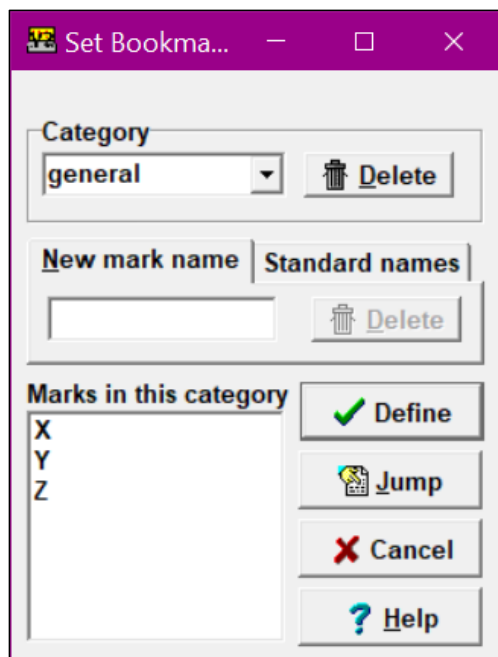 Set Bookma...
Category
general
Delete
New mark name
Standard names
Delete
Marks in this category
X
Y
Z
Define
Jump
Cancel
Help